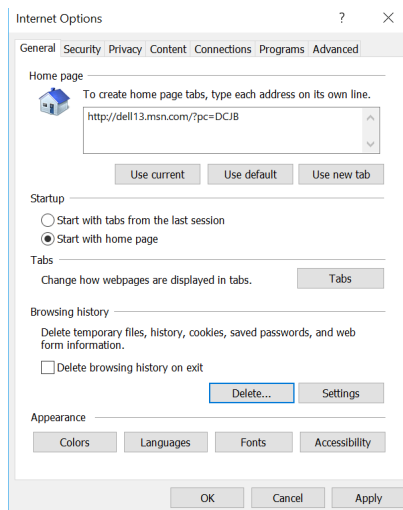 Internet Options ? ×
General Security Privacy Content Connections Programs Advanced
Home page
To create home page tabs, type each address on its own line.
http://dell13.msn.com/?pc=DCJB
Use current Use default Use new tab
Startup
Start with tabs from the last session
Start with home page
Tabs
Change how webpages are displayed in tabs. Tabs
Browsing history
Delete temporary files, history, cookies, saved passwords, and web
form information.
Delete browsing history on exit
Delete... Settings
Appearance
Colors Languages Fonts Accessibility
OK Cancel Apply